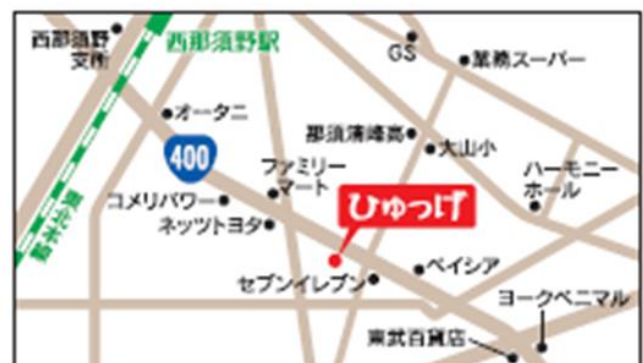 西那須野
支所
西那須野駅
GS
業務スーパー
オータニ
那須清峰高
大山小
400
ファミリー
マート
ハーモニー
ホール
コメリパワー
ネッツトヨタ
ひゅっげ
東北本線
セブンイレブン
ベイシア
ヨークベニマル
東武百貨店